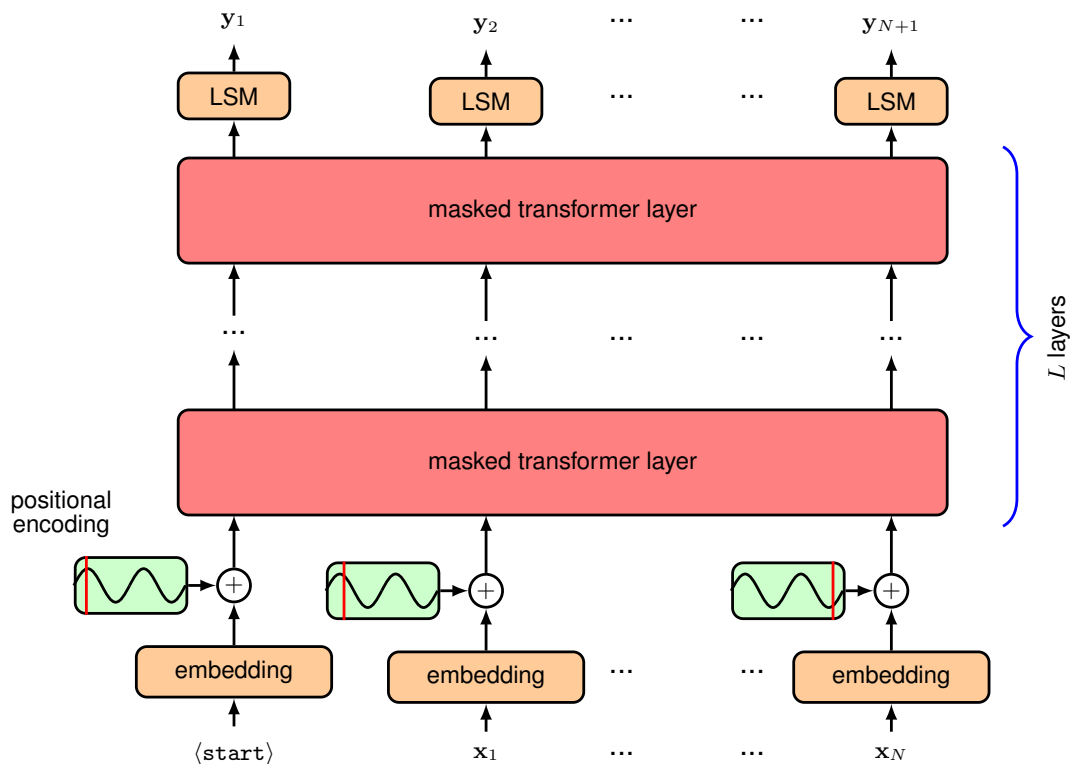 y₁ y₂ ... ... y_{N+1}
LSM LSM ... ... LSM
masked transformer layer
... ... ... ... ...
L layers
masked transformer layer
positional
encoding
+ + +
embedding embedding ... ... embedding
⟨start⟩ x₁ ... ... x_N